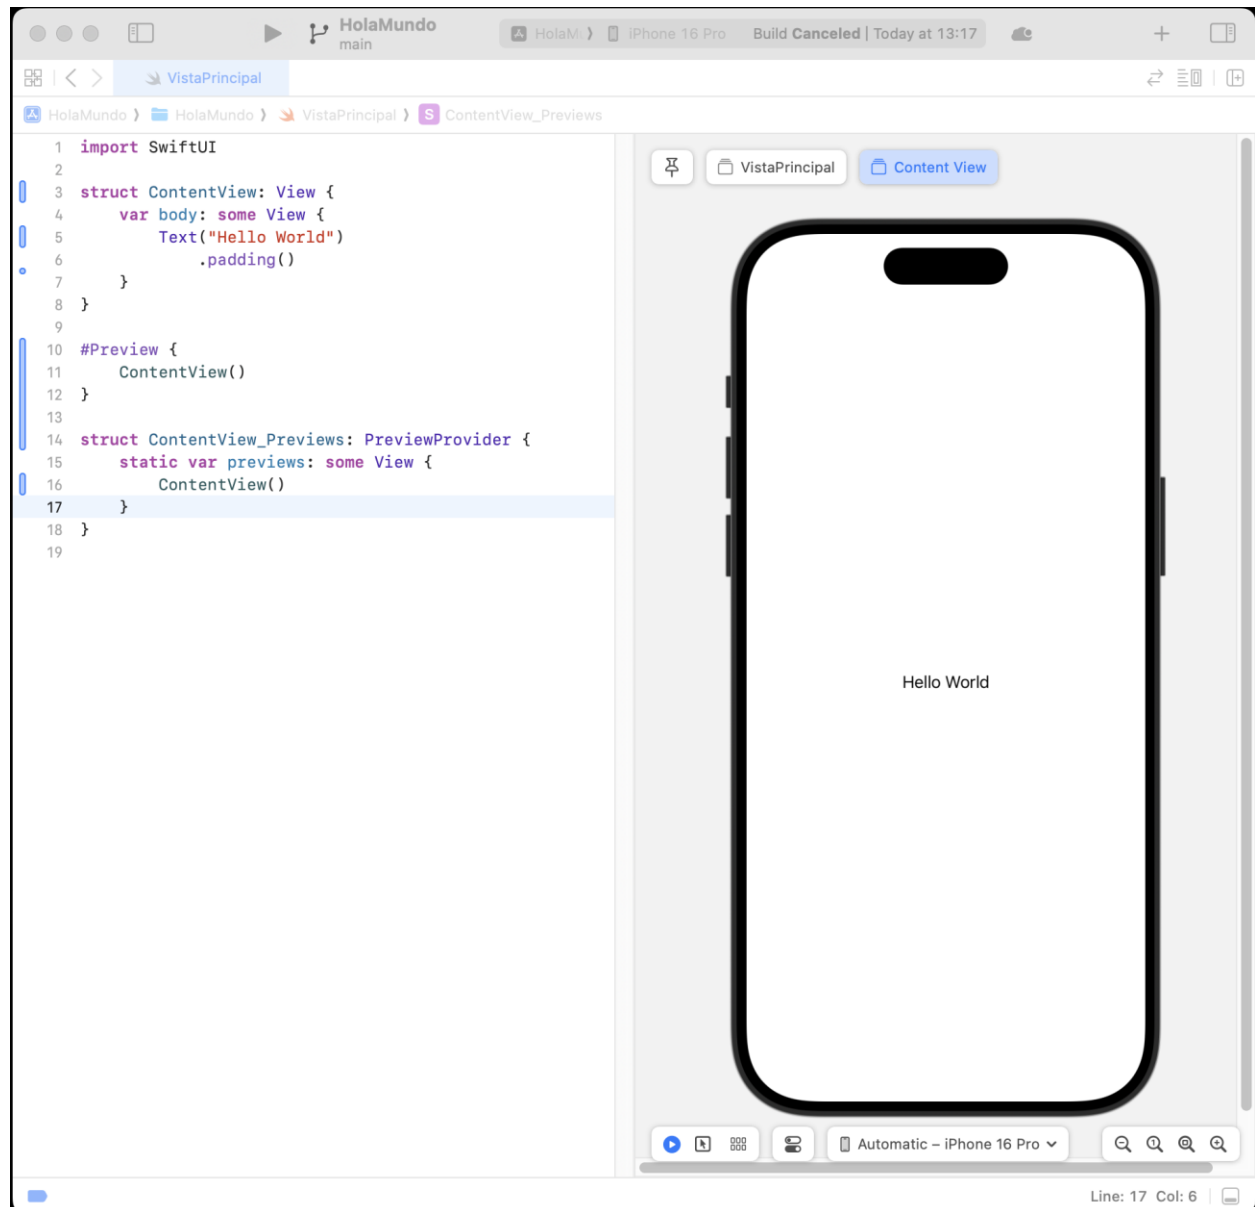 HolaMundo
main
HolaM: ⟩ iPhone 16 Pro Build Canceled | Today at 13:17
VistaPrincipal
HolaMundo ⟩ HolaMundo ⟩ VistaPrincipal ⟩ S ContentView_Previews
1 import SwiftUI
2
3 struct ContentView: View {
4     var body: some View {
5         Text("Hello World")
6             .padding()
7     }
8 }
9
10 #Preview {
11     ContentView()
12 }
13
14 struct ContentView_Previews: PreviewProvider {
15     static var previews: some View {
16         ContentView()
17     }
18 }
19
VistaPrincipal
Content View
Hello World
Automatic – iPhone 16 Pro
Line: 17 Col: 6